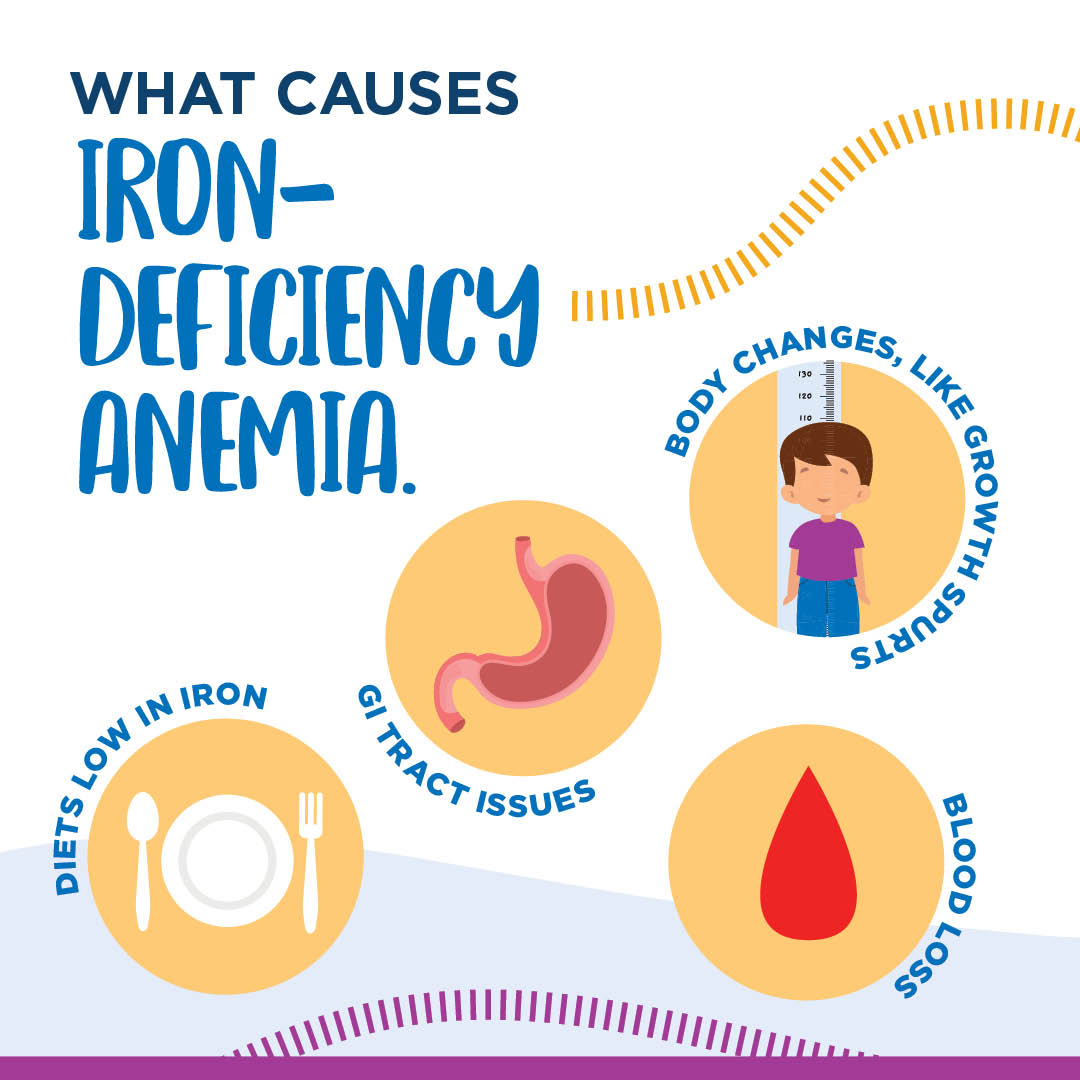 WHAT CAUSES
IRON-
DEFICIENCY
ANEMIA.
BODY CHANGES, LIKE GROWTH SPURTS
130
120
110
GI TRACT ISSUES
DIETS LOW IN IRON
BLOOD LOSS